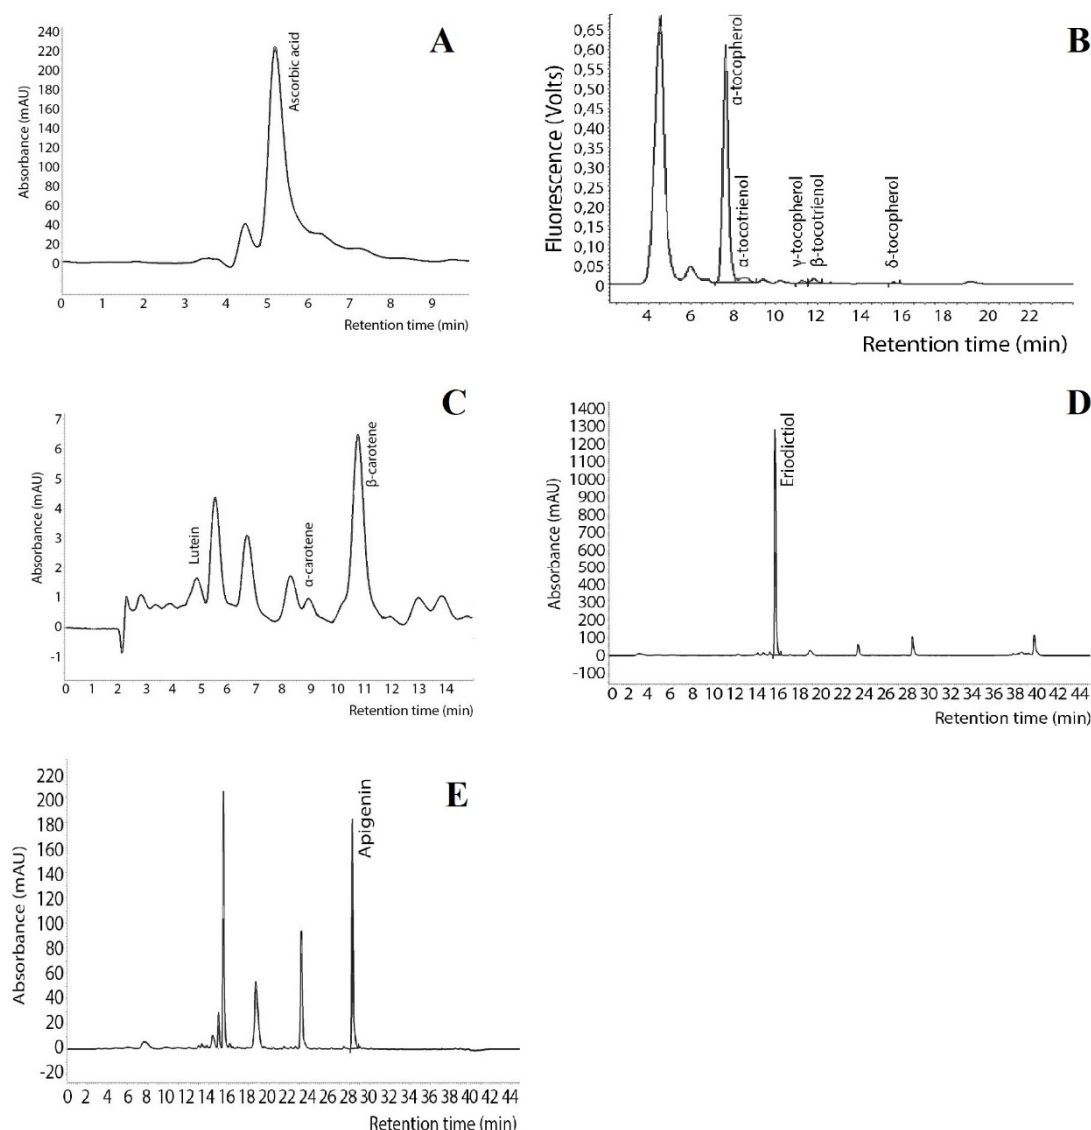 A
Absorbance (mAU)
240
220
200
180
160
140
120
100
80
60
40
20
0
Ascorbic acid
0 1 2 3 4 5 6 7 8 9
Retention time (min)
B
Fluorescence (Volts)
0,65
0,60
0,55
0,50
0,45
0,40
0,35
0,30
0,25
0,20
0,15
0,10
0,05
0
α-tocopherol
α-tocotrienol
γ-tocopherol
β-tocotrienol
δ-tocopherol
4 6 8 10 12 14 16 18 20 22
Retention time (min)
C
Absorbance (mAU)
7
6
5
4
3
2
1
0
-1
Lutein
α-carotene
β-carotene
0 1 2 3 4 5 6 7 8 9 10 11 13 14
Retention time (min)
D
Absorbance (mAU)
1400
1300
1200
1100
1000
900
800
700
600
500
400
300
200
100
0
-100
Eriodictiol
0 2 4 6 8 10 12 14 16 18 20 22 24 26 28 30 32 34 36 38 40 42 44
Retention time (min)
E
Absorbance (mAU)
220
200
180
160
140
120
100
80
60
40
20
0
-20
Apigenin
0 2 4 6 8 10 12 14 16 18 20 22 24 26 28 30 32 34 36 38 40 42 44
Retention time (min)